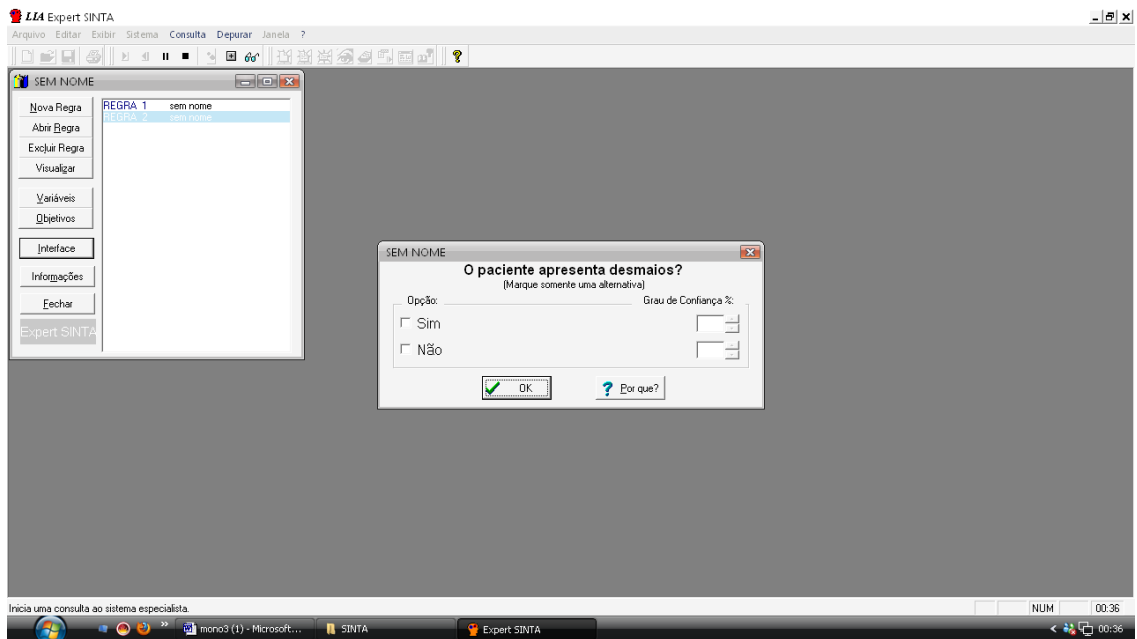 LIA Expert SINTA
Arquivo Editar Exibir Sistema Consulta Depurar Janela ?
SEM NOME
Nova Regra
Abrir Regra
Excluir Regra
Visualizar
Variáveis
Objetivos
Interface
Informações
Fechar
Expert SINTA
REGRA 1 sem nome
REGRA 2 sem nome
SEM NOME
O paciente apresenta desmaios?
(Marque somente uma alternativa)
Opção: Grau de Confiança %:
Sim
Não
OK
? Por que?
Inicia uma consulta ao sistema especialista.
NUM 00:36
» mono3 (1) - Microsoft... SINTA Expert SINTA < 00:36